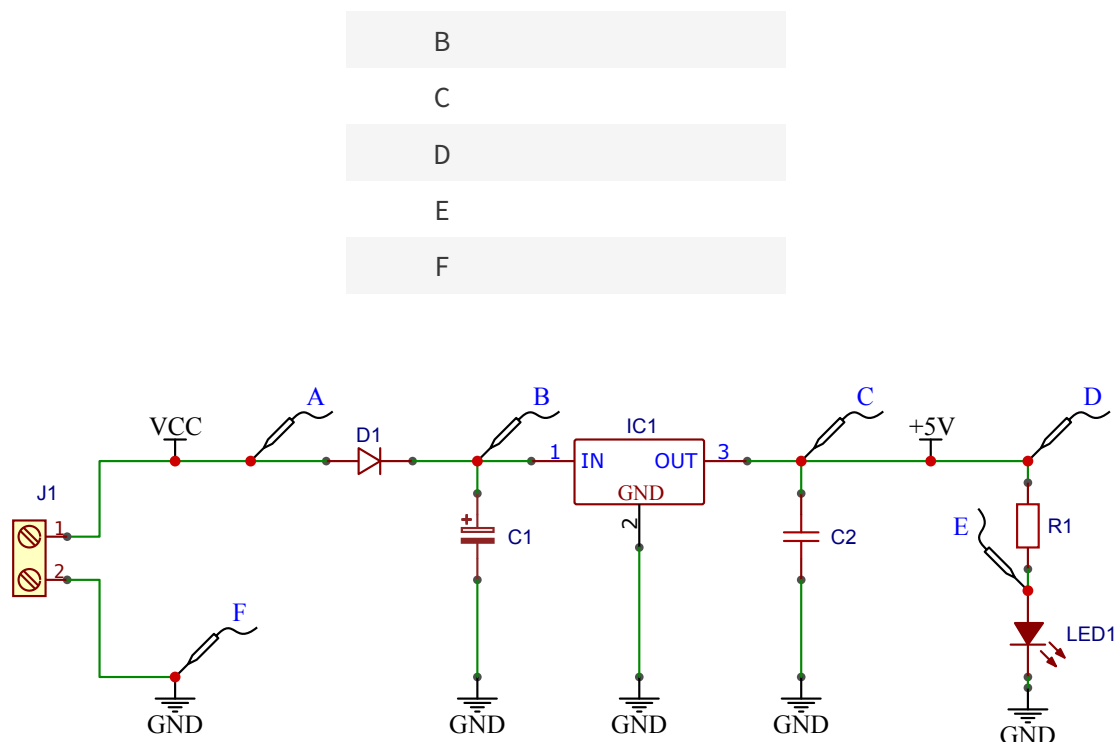 B
C
D
E
F
A
B
C
D
VCC
D1
IC1
+5V
1
IN
OUT
3
GND
2
J1
1
2
C1
C2
E
R1
F
LED1
GND
GND
GND
GND
GND